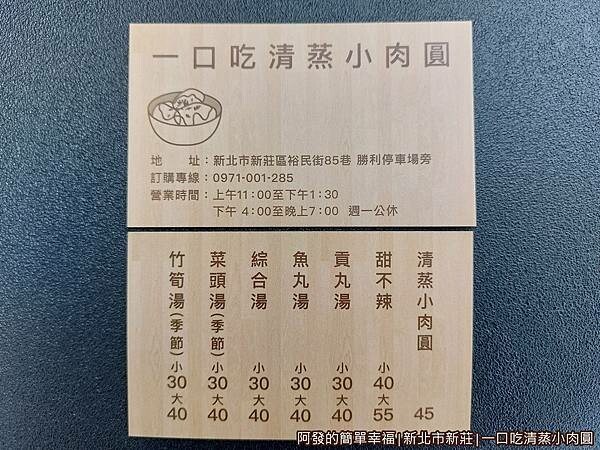 一口吃清蒸小肉圓
地　　址：新北市新莊區裕民街85巷 勝利停車場旁
訂購專線：0971-001-285
營業時間：上午11：00至下午1：30
下午 4：00至晚上7：00 週一公休
清蒸小肉圓 45
甜不辣 小40 大55
貢丸湯 小30 大40
魚丸湯 小30 大40
綜合湯 小30 大40
菜頭湯(季節) 小30 大40
竹筍湯(季節) 小30 大40
阿發的簡單幸福|新北市新莊|一口吃清蒸小肉圓